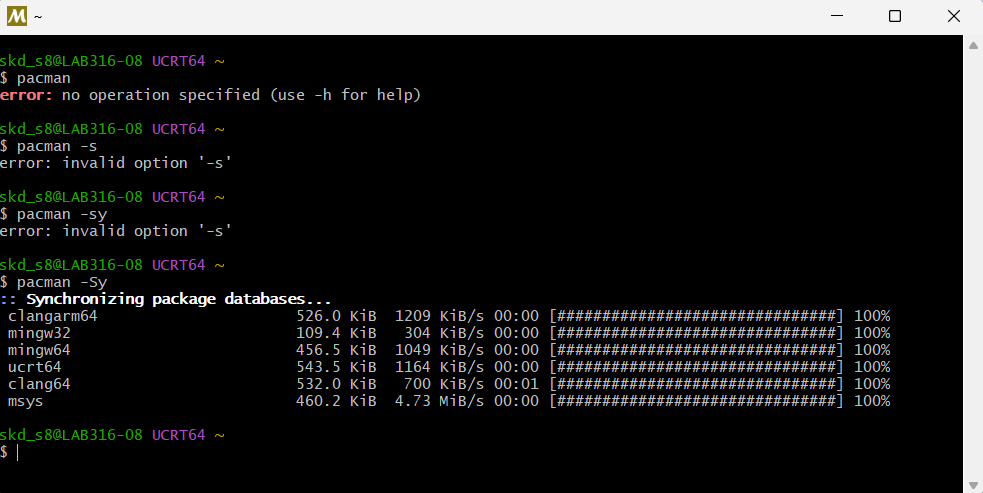 M ~
skd_s8@LAB316-08 UCRT64 ~
$ pacman
error: no operation specified (use -h for help)
skd_s8@LAB316-08 UCRT64 ~
$ pacman -s
error: invalid option '-s'
skd_s8@LAB316-08 UCRT64 ~
$ pacman -sy
error: invalid option '-s'
skd_s8@LAB316-08 UCRT64 ~
$ pacman -Sy
:: Synchronizing package databases...
clangarm64 526.0 KiB 1209 KiB/s 00:00 [###############################] 100%
mingw32 109.4 KiB 304 KiB/s 00:00 [###############################] 100%
mingw64 456.5 KiB 1049 KiB/s 00:00 [###############################] 100%
ucrt64 543.5 KiB 1164 KiB/s 00:00 [###############################] 100%
clang64 532.0 KiB 700 KiB/s 00:01 [###############################] 100%
msys 460.2 KiB 4.73 MiB/s 00:00 [###############################] 100%
skd_s8@LAB316-08 UCRT64 ~
$